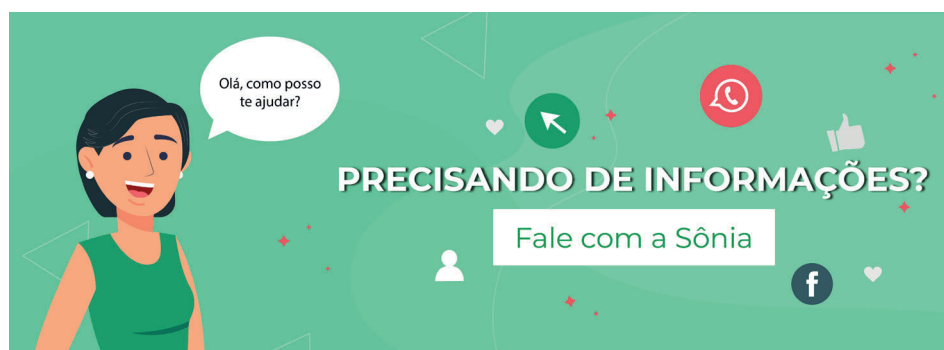 Olá, como posso
te ajudar?
PRECISANDO DE INFORMAÇÕES?
Fale com a Sônia